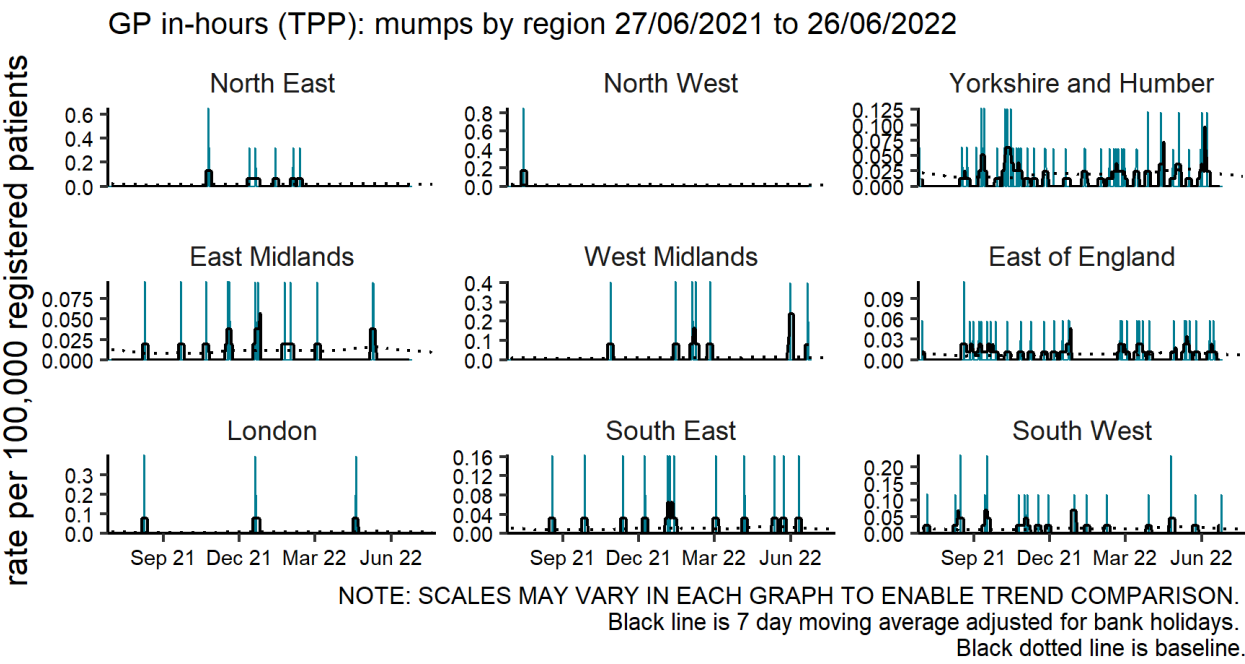 GP in-hours (TPP): mumps by region 27/06/2021 to 26/06/2022
rate per 100,000 registered patients
North East
0.6
0.4
0.2
0.0
North West
0.8
0.6
0.4
0.2
0.0
Yorkshire and Humber
0.125
0.100
0.075
0.050
0.025
0.000
East Midlands
0.075
0.050
0.025
0.000
West Midlands
0.4
0.3
0.2
0.1
0.0
East of England
0.09
0.06
0.03
0.00
London
0.3
0.2
0.1
0.0
Sep 21 Dec 21 Mar 22 Jun 22
South East
0.16
0.12
0.08
0.04
0.00
Sep 21 Dec 21 Mar 22 Jun 22
South West
0.20
0.15
0.10
0.05
0.00
Sep 21 Dec 21 Mar 22 Jun 22
NOTE: SCALES MAY VARY IN EACH GRAPH TO ENABLE TREND COMPARISON.
Black line is 7 day moving average adjusted for bank holidays.
Black dotted line is baseline.